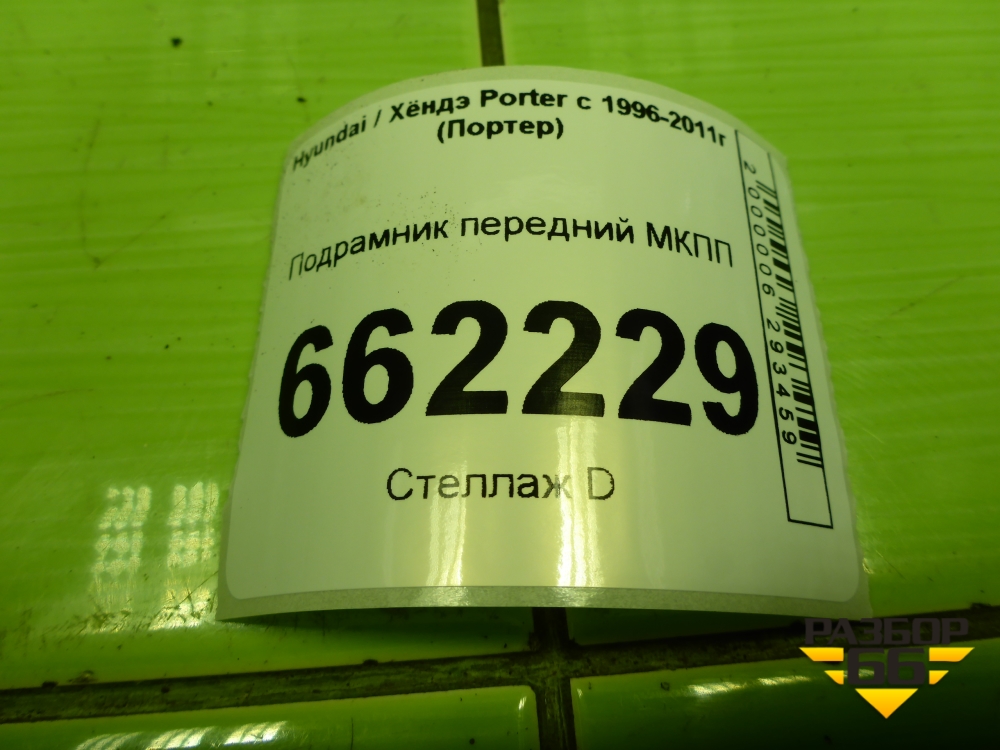 Hyundai / Хёндэ Porter с 1996-2011г
(Портер)
Подрамник передний МКПП
662229
Стеллаж D
2000006293459
РАЗБОР
66